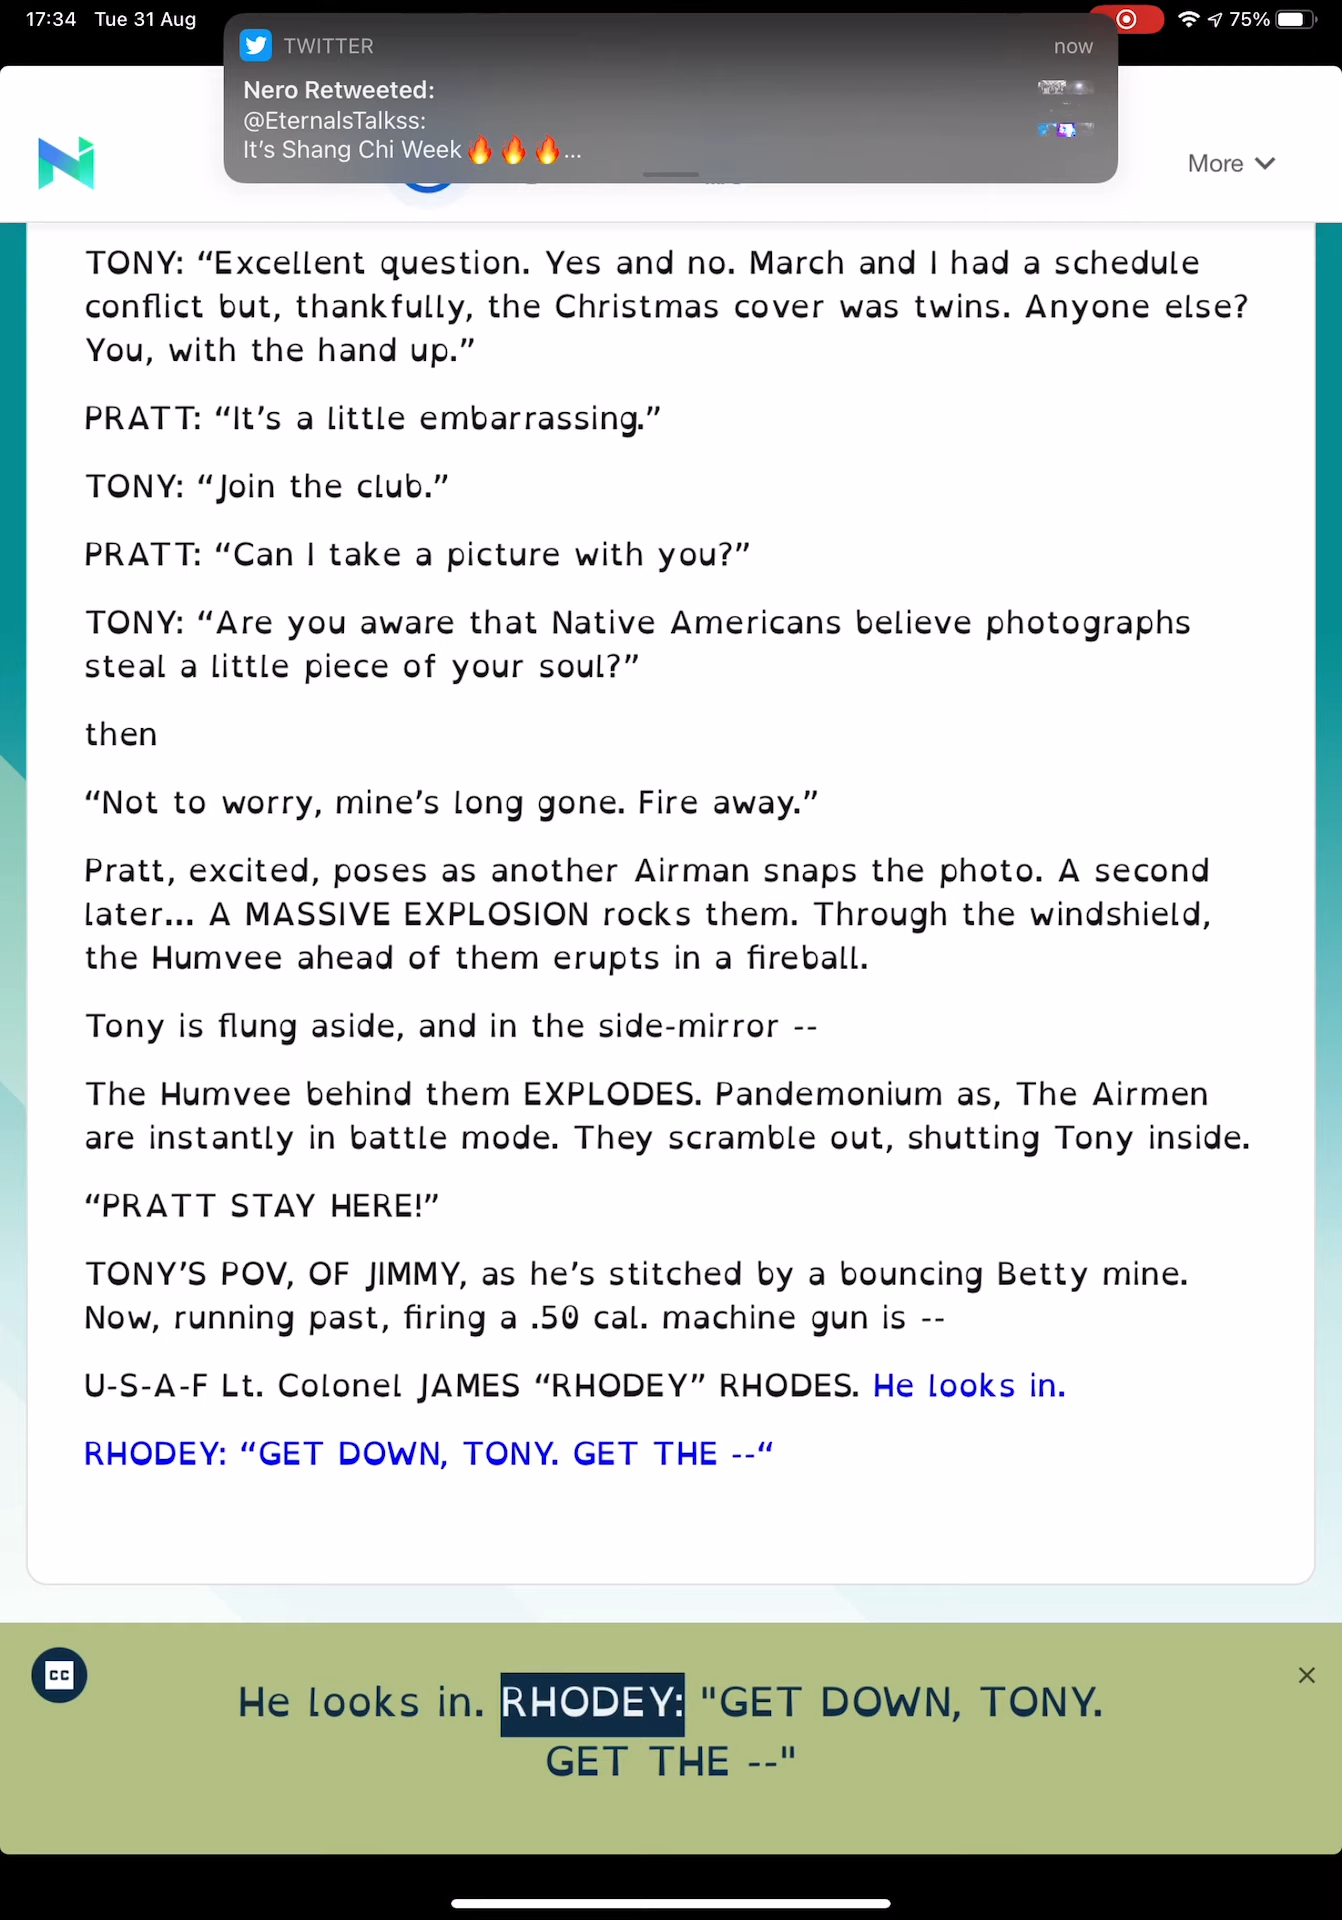 17:34 Tue 31 Aug
75%
TWITTER
now
Nero Retweeted:
@EternalsTalkss:
It’s Shang Chi Week🔥🔥🔥...
More
TONY: “Excellent question. Yes and no. March and I had a schedule
conflict but, thankfully, the Christmas cover was twins. Anyone else?
You, with the hand up.”
PRATT: “It’s a little embarrassing.”
TONY: “Join the club.”
PRATT: “Can I take a picture with you?”
TONY: “Are you aware that Native Americans believe photographs
steal a little piece of your soul?”
then
“Not to worry, mine’s long gone. Fire away.”
Pratt, excited, poses as another Airman snaps the photo. A second
later... A MASSIVE EXPLOSION rocks them. Through the windshield,
the Humvee ahead of them erupts in a fireball.
Tony is flung aside, and in the side-mirror --
The Humvee behind them EXPLODES. Pandemonium as, The Airmen
are instantly in battle mode. They scramble out, shutting Tony inside.
“PRATT STAY HERE!”
TONY’S POV, OF JIMMY, as he’s stitched by a bouncing Betty mine.
Now, running past, firing a .50 cal. machine gun is --
U-S-A-F Lt. Colonel JAMES “RHODEY” RHODES. He looks in.
RHODEY: “GET DOWN, TONY. GET THE --“
CC
He looks in. RHODEY: "GET DOWN, TONY.
GET THE --"